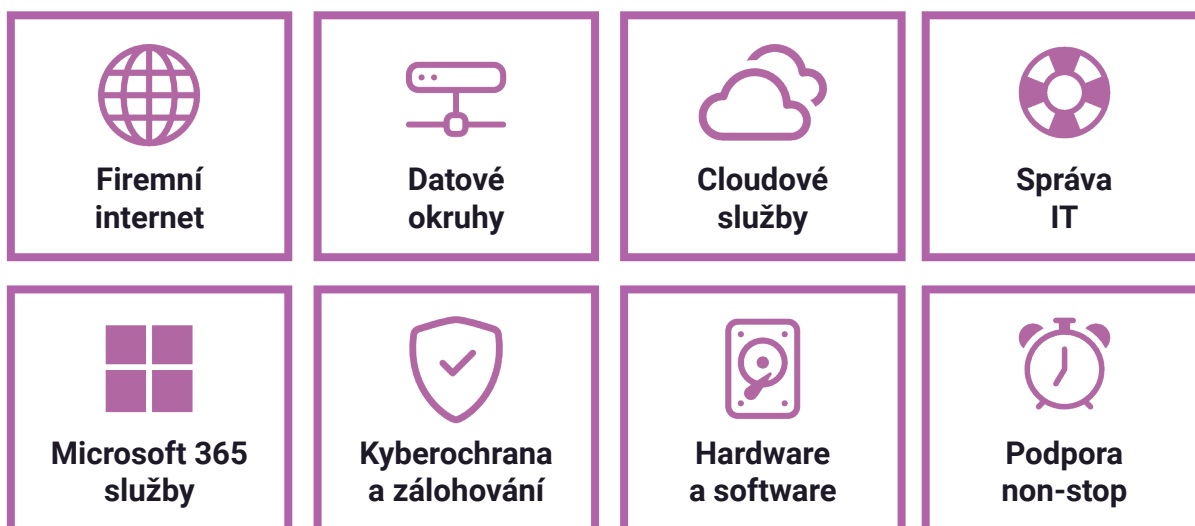 Firemní
internet
Datové
okruhy
Cloudové
služby
Správa
IT
Microsoft 365
služby
Kyberochrana
a zálohování
Hardware
a software
Podpora
non-stop